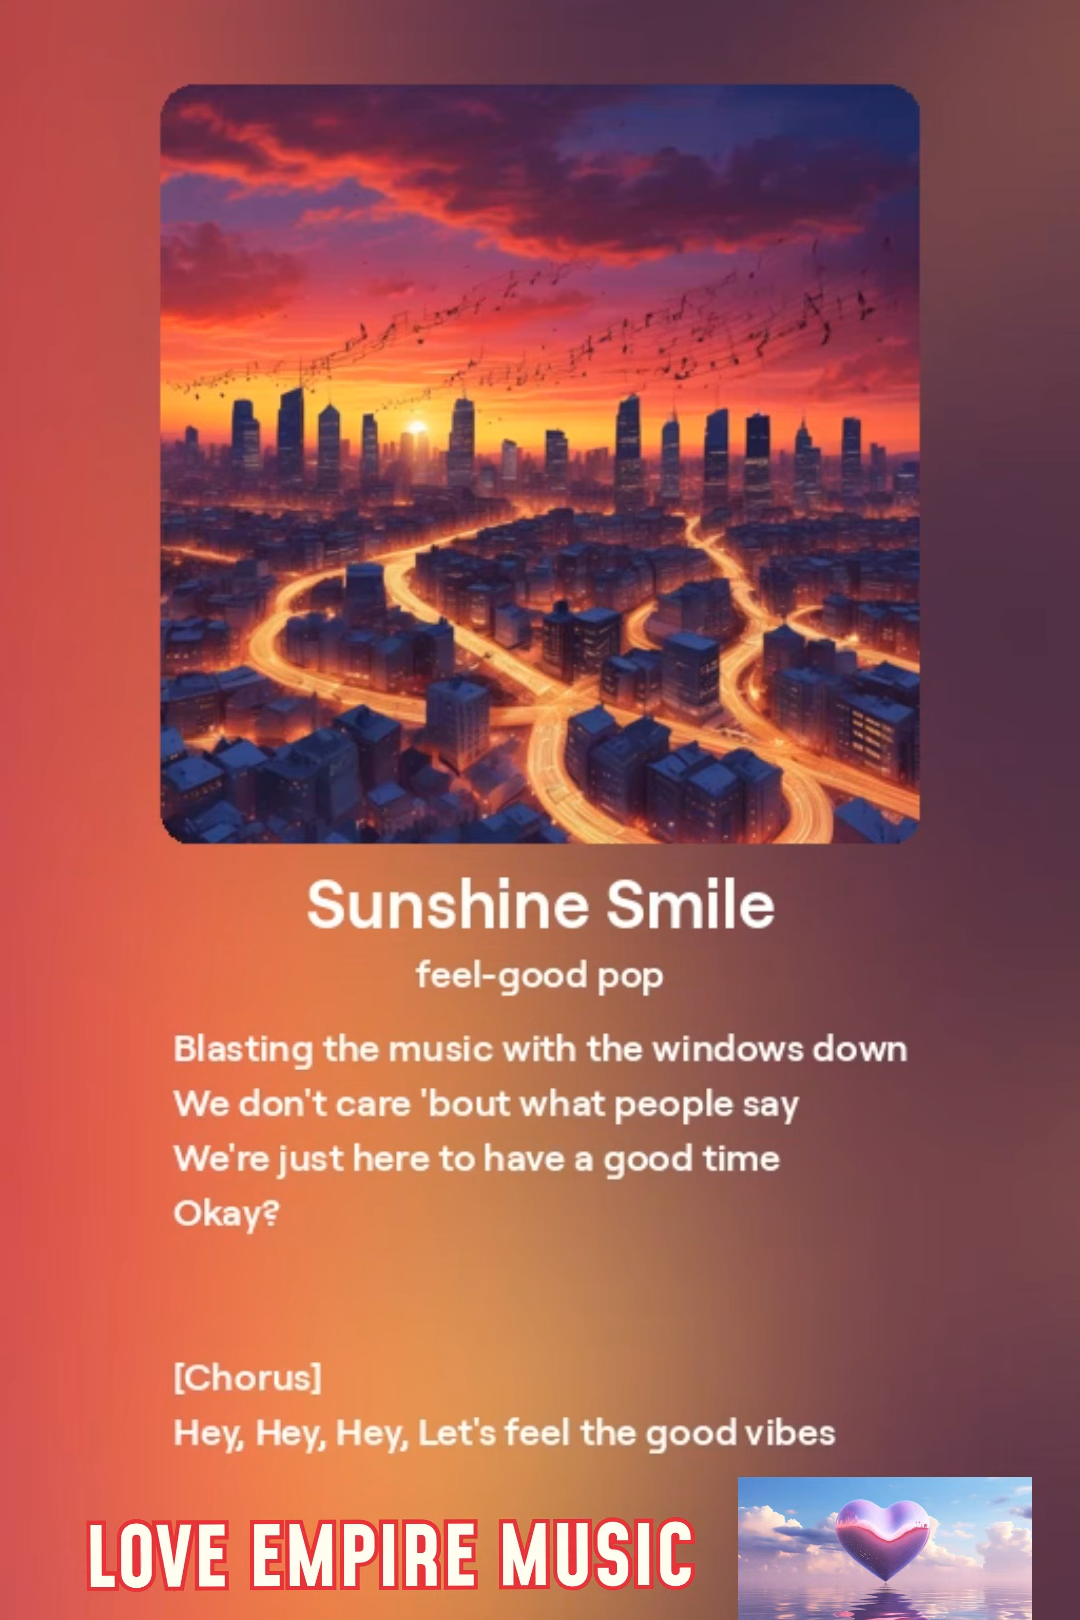 Sunshine Smile
feel-good pop
Blasting the music with the windows down
We don't care 'bout what people say
We're just here to have a good time
Okay?
[Chorus]
Hey, Hey, Hey, Let's feel the good vibes
LOVE EMPIRE MUSIC